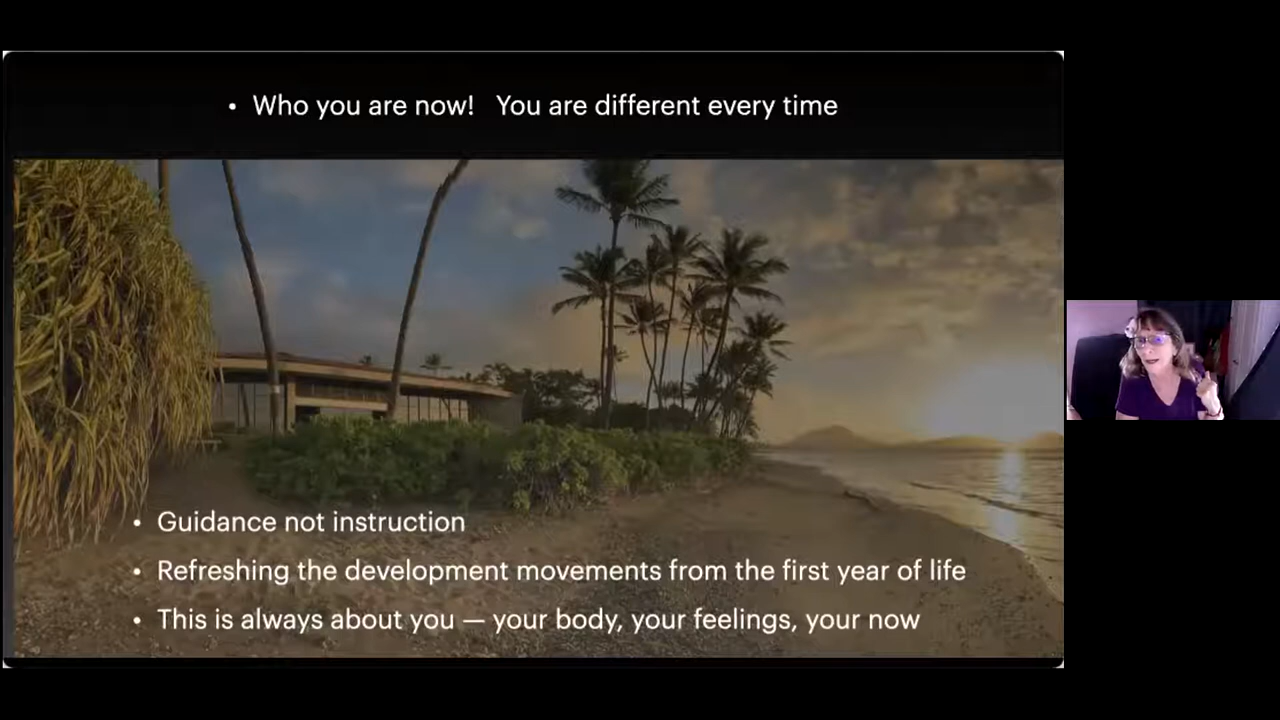 • Who you are now!   You are different every time
• Guidance not instruction
• Refreshing the development movements from the first year of life
• This is always about you — your body, your feelings, your now